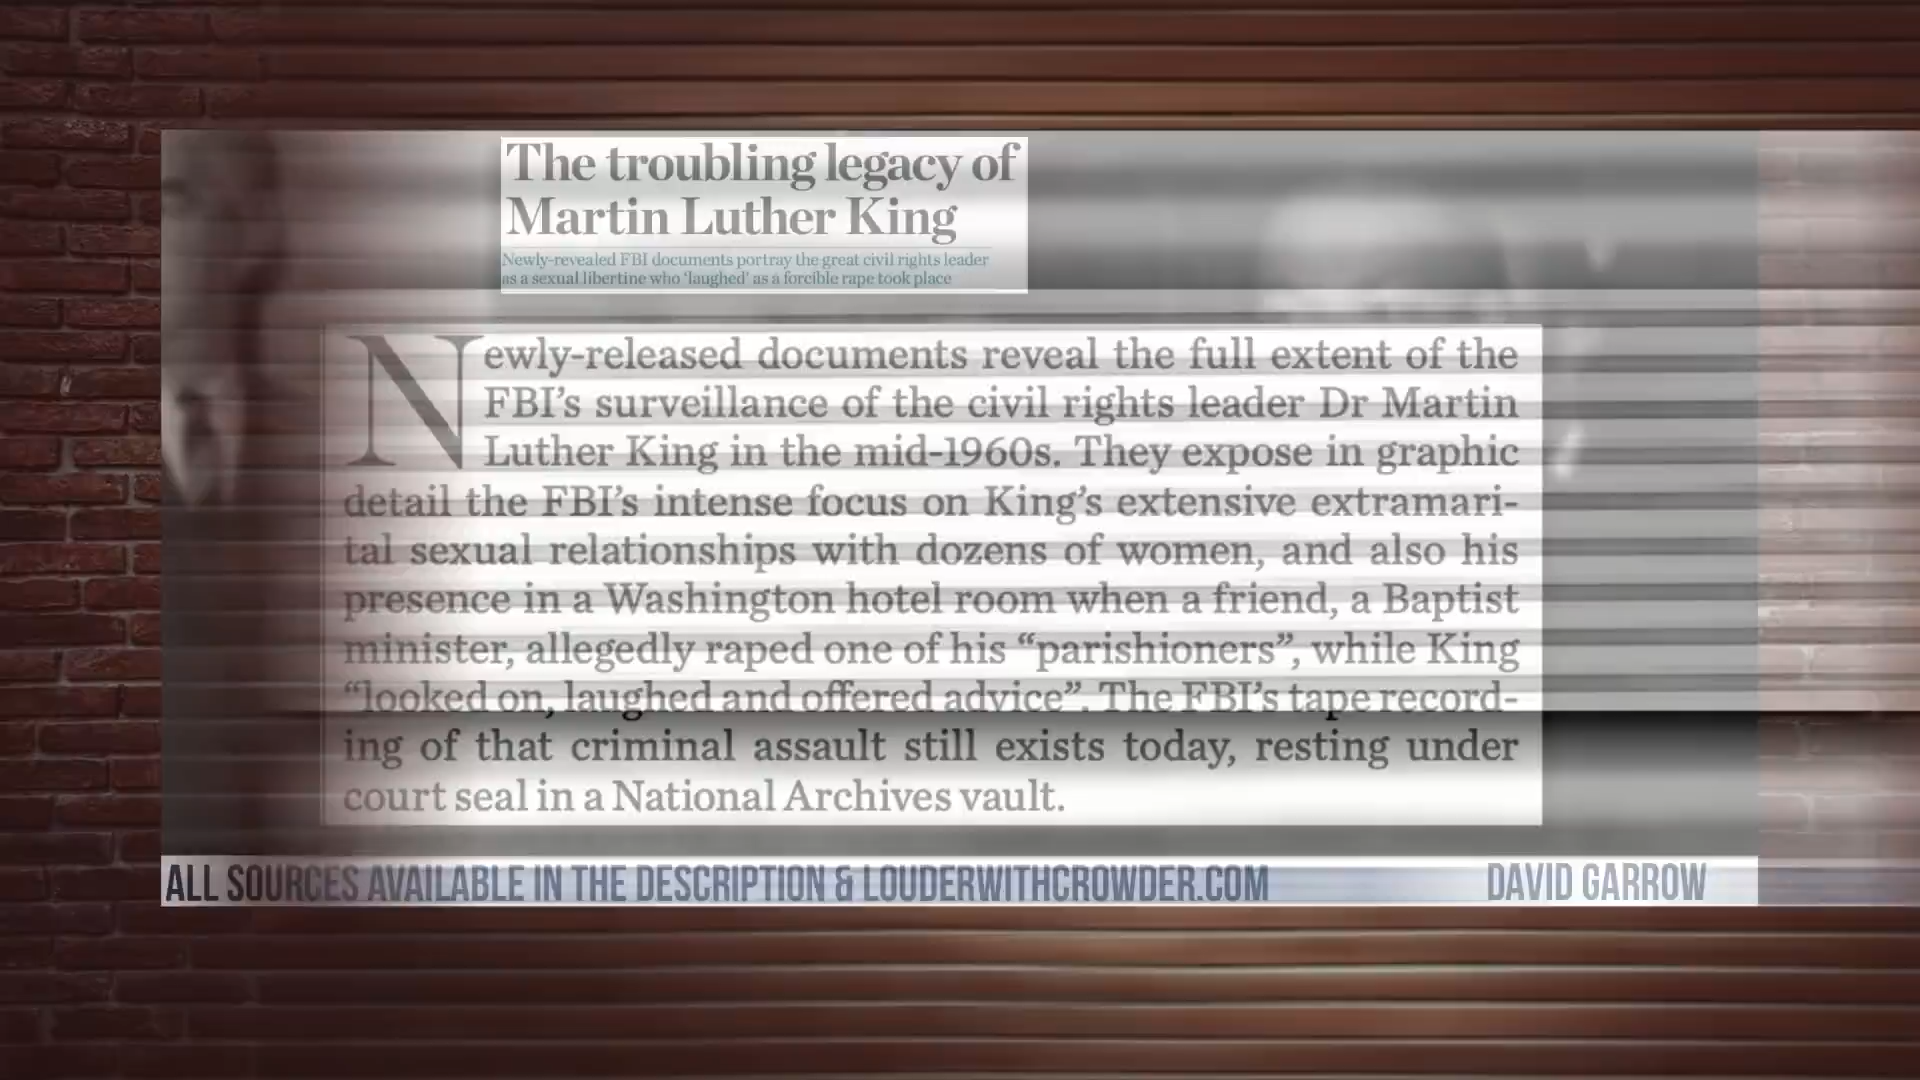 The troubling legacy of
Martin Luther King
Newly-revealed FBI documents portray the great civil rights leader
as a sexual libertine who ‘laughed’ as a forcible rape took place
Newly-released documents reveal the full extent of the
FBI’s surveillance of the civil rights leader Dr Martin
Luther King in the mid-1960s. They expose in graphic
detail the FBI’s intense focus on King’s extensive extramari-
tal sexual relationships with dozens of women, and also his
presence in a Washington hotel room when a friend, a Baptist
minister, allegedly raped one of his “parishioners”, while King
“looked on, laughed and offered advice”. The FBI’s tape record-
ing of that criminal assault still exists today, resting under
court seal in a National Archives vault.
ALL SOURCES AVAILABLE IN THE DESCRIPTION & LOUDERWITHCROWDER.COM
DAVID GARROW